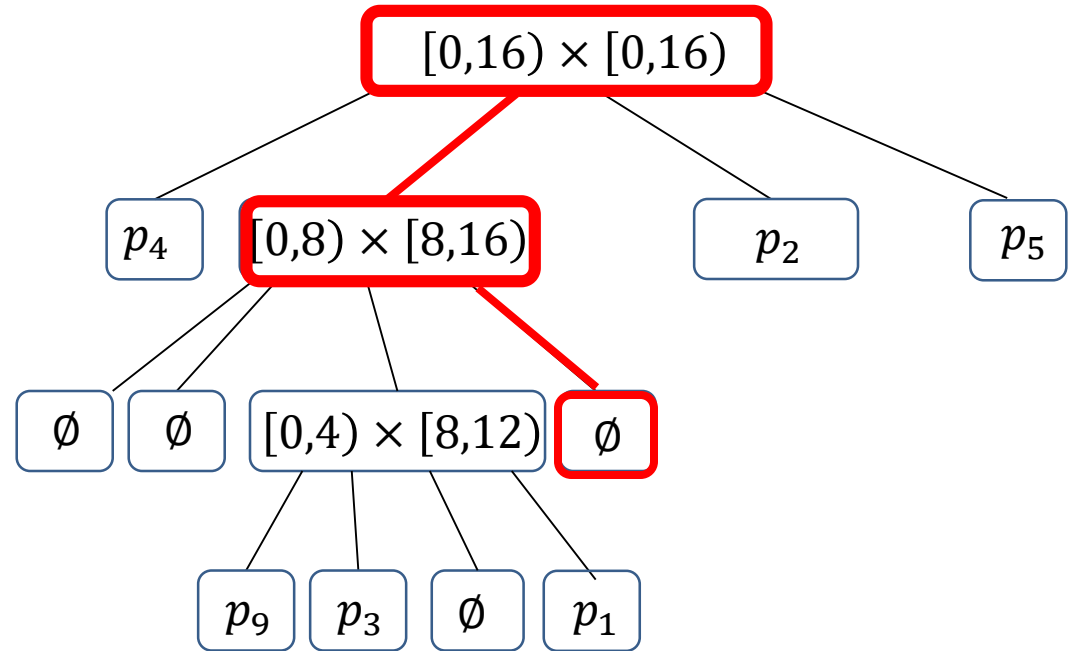 [0,16) × [0,16)
p₄ [0,8) × [8,16) p₂ p₅
∅ ∅ [0,4) × [8,12) ∅
p₉ p₃ ∅ p₁